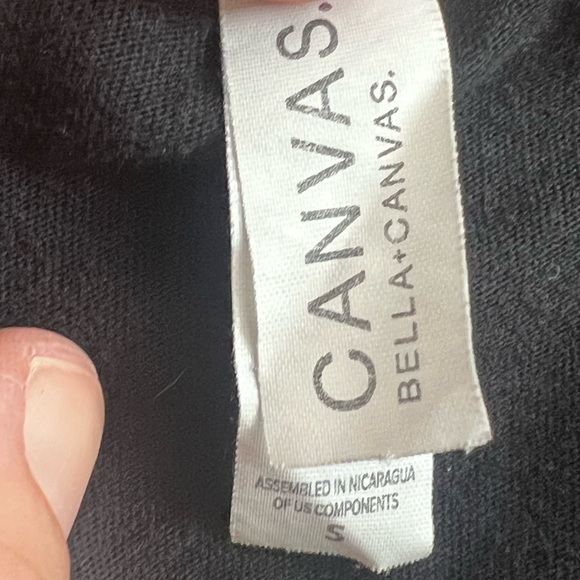 CANVAS.
BELLA+CANVAS.
ASSEMBLED IN NICARAGUA
OF US COMPONENTS
S